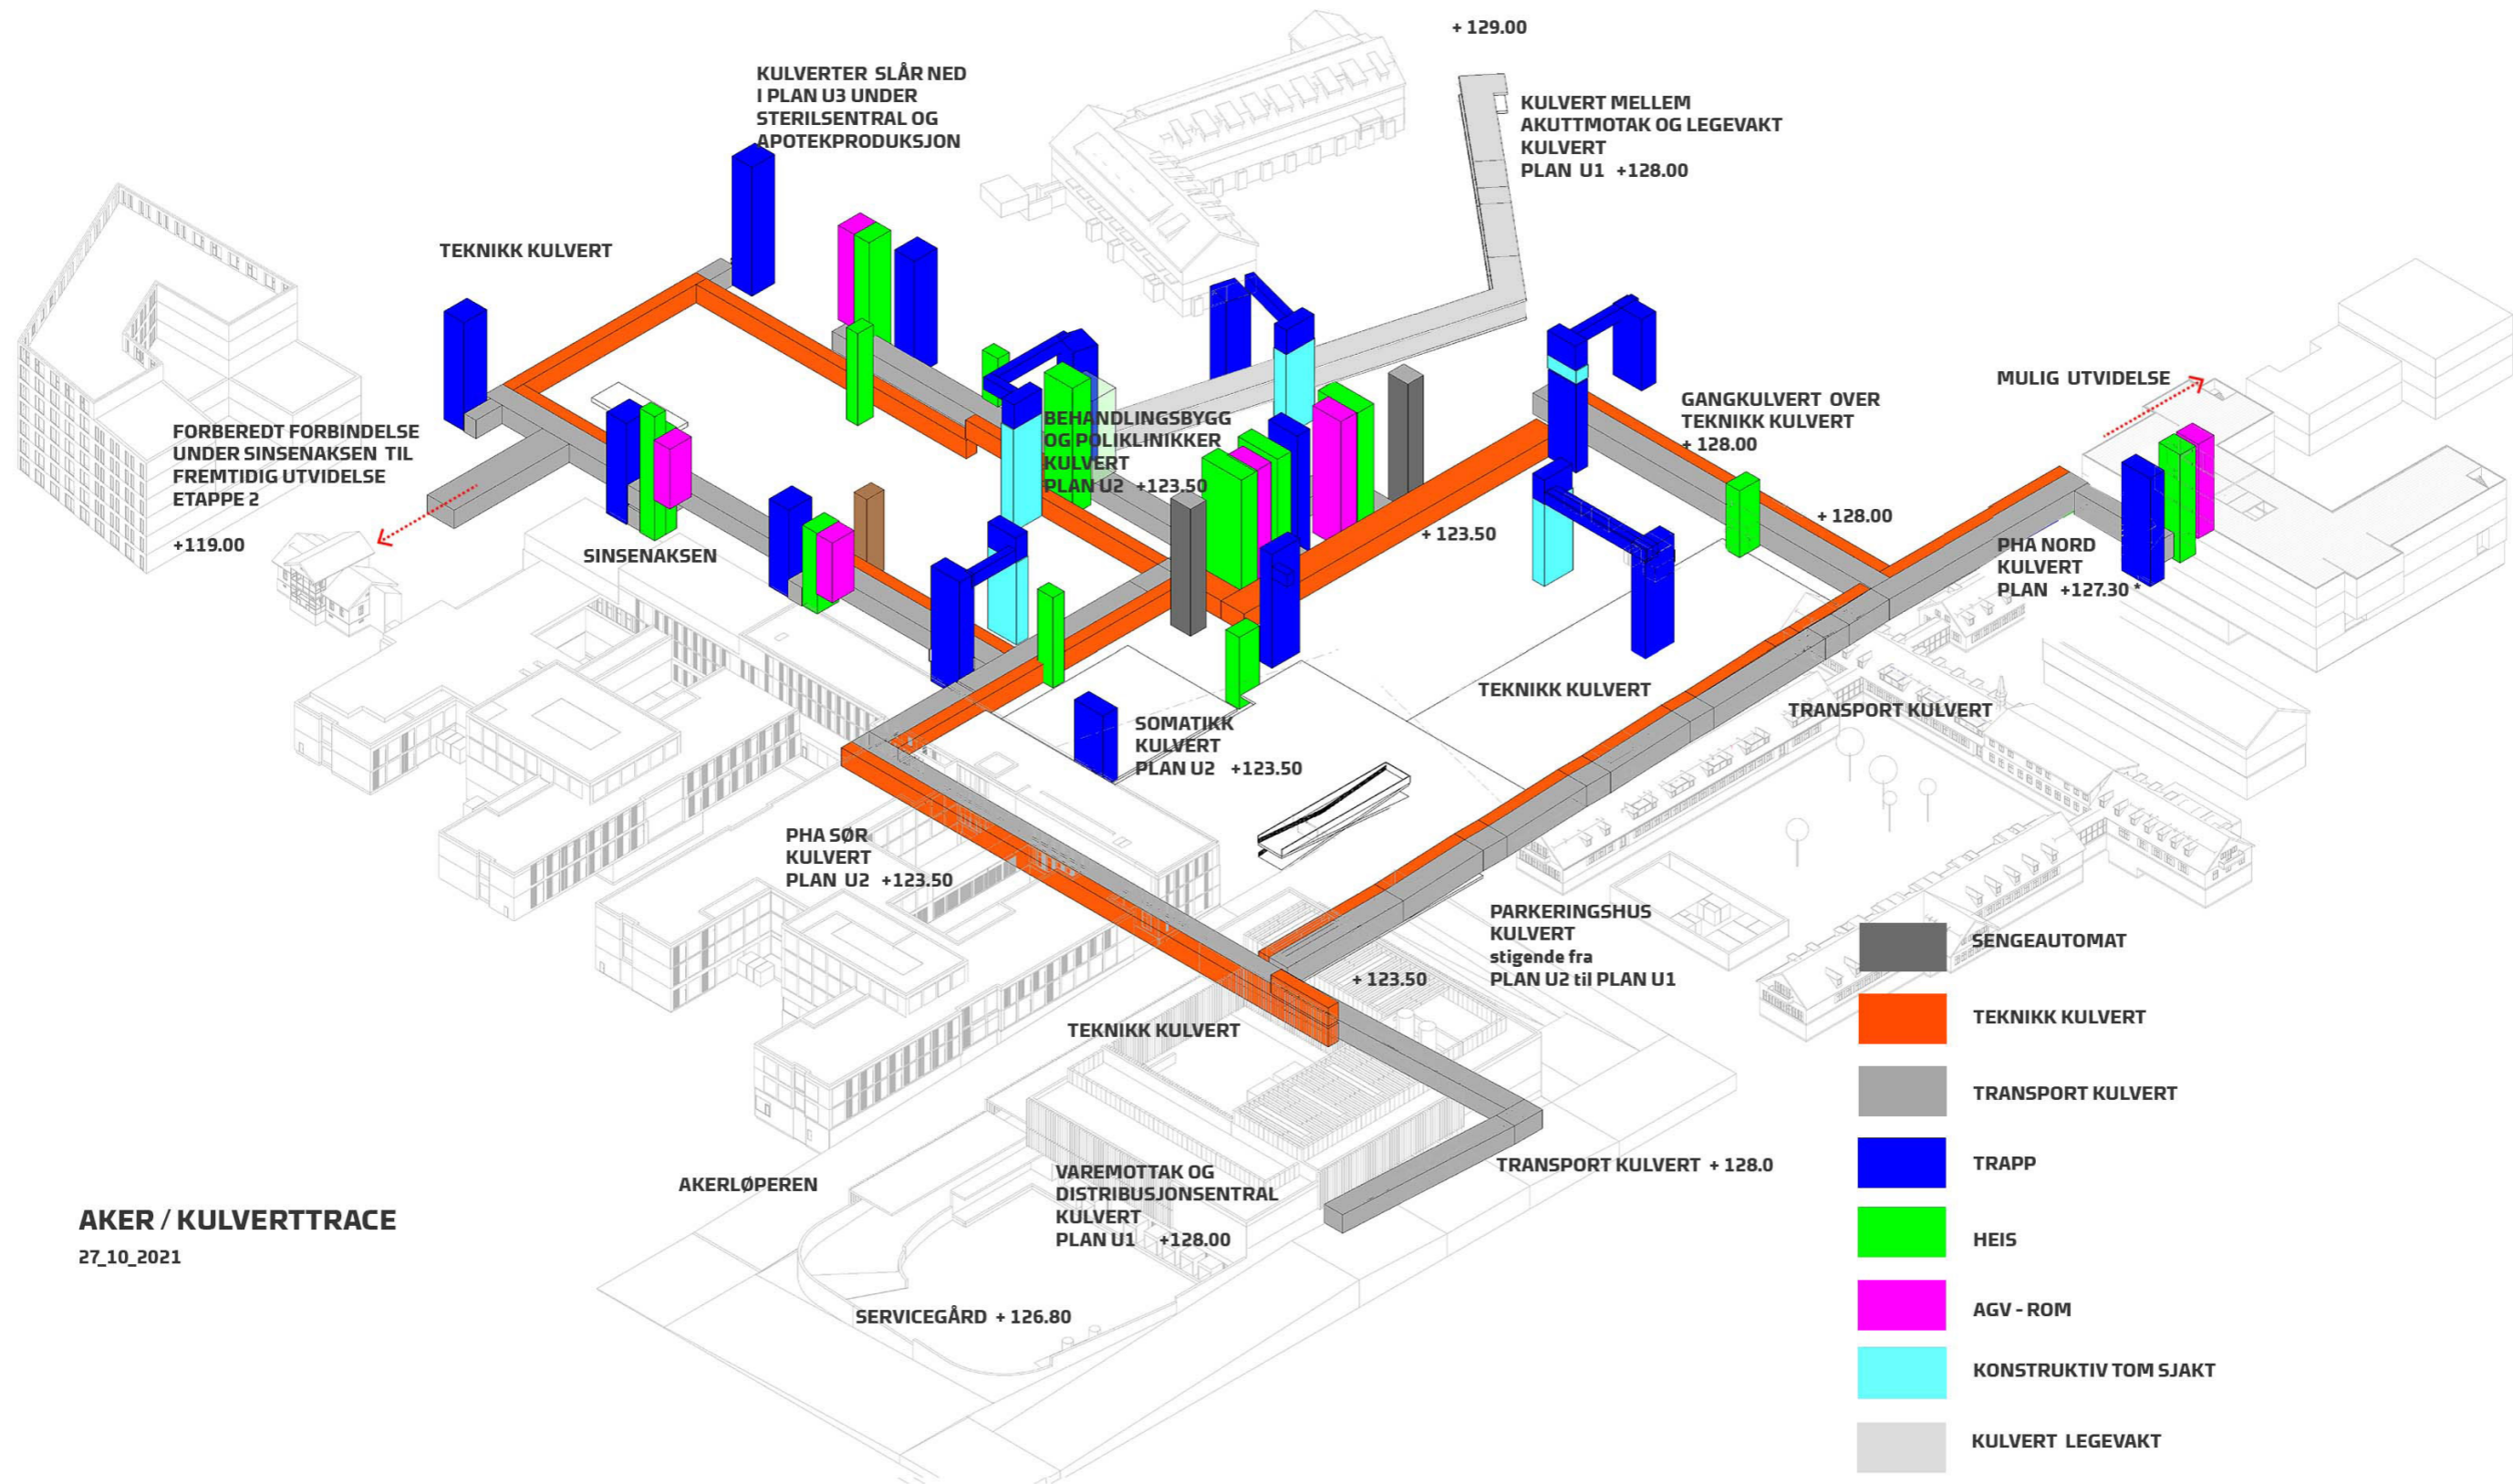 + 129.00
KULVERTER SLÅR NED
I PLAN U3 UNDER
STERILSENTRAL OG
APOTEKPRODUKSJON
KULVERT MELLEM
AKUTTMOTAK OG LEGEVAKT
KULVERT
PLAN U1 +128.00
TEKNIKK KULVERT
MULIG UTVIDELSE
GANGKULVERT OVER
TEKNIKK KULVERT
+ 128.00
FORBEREDT FORBINDELSE
UNDER SINSENAKSEN TIL
FREMTIDIG UTVIDELSE
ETAPPE 2
+119.00
BEHANDLINGSBYGG
OG POLIKLINIKKER
KULVERT
PLAN U2 +123.50
+ 128.00
+ 123.50
SINSENAKSEN
PHA NORD
KULVERT
PLAN +127.30 *
TEKNIKK KULVERT
TRANSPORT KULVERT
SOMATIKK
KULVERT
PLAN U2 +123.50
PHA SØR
KULVERT
PLAN U2 +123.50
PARKERINGSHUS
KULVERT
stigende fra
PLAN U2 til PLAN U1
+ 123.50
TEKNIKK KULVERT
TRANSPORT KULVERT + 128.0
AKERLØPEREN
VAREMOTTAK OG
DISTRIBUSJONSENTRAL
KULVERT
PLAN U1 +128.00
SERVICEGÅRD + 126.80
AKER / KULVERTTRACE
27_10_2021
SENGEAUTOMAT
TEKNIKK KULVERT
TRANSPORT KULVERT
TRAPP
HEIS
AGV - ROM
KONSTRUKTIV TOM SJAKT
KULVERT LEGEVAKT